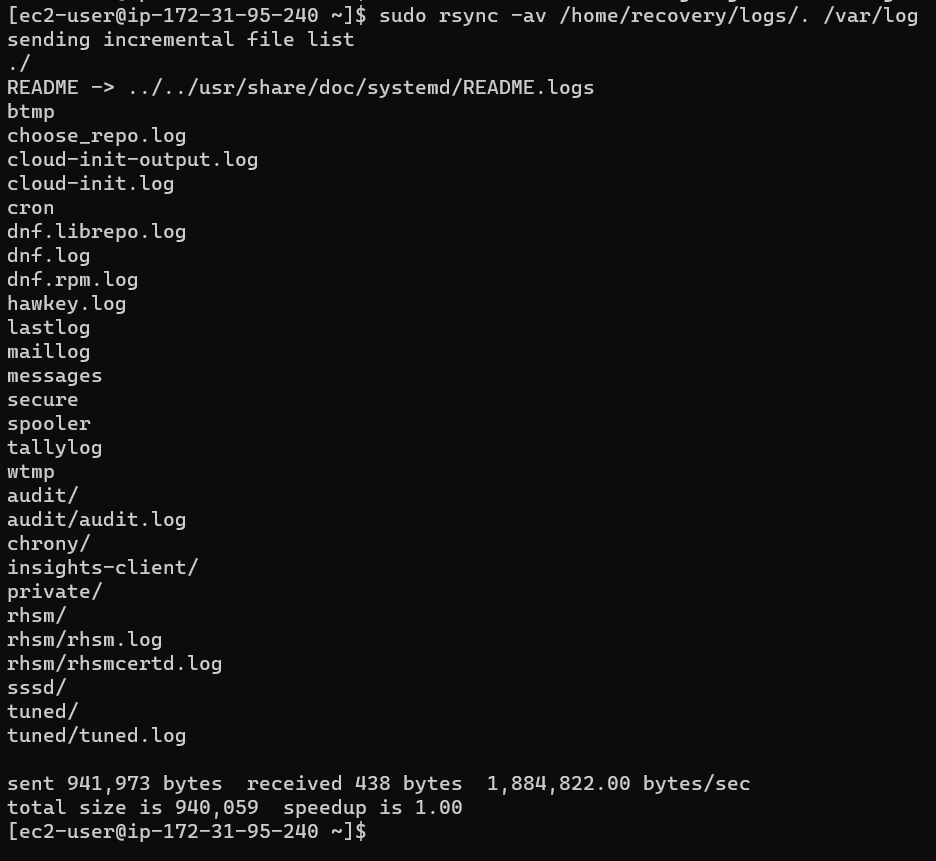 [ec2-user@ip-172-31-95-240 ~]$ sudo rsync -av /home/recovery/logs/. /var/log
sending incremental file list
./
README -> ../../usr/share/doc/systemd/README.logs
btmp
choose_repo.log
cloud-init-output.log
cloud-init.log
cron
dnf.librepo.log
dnf.log
dnf.rpm.log
hawkey.log
lastlog
maillog
messages
secure
spooler
tallylog
wtmp
audit/
audit/audit.log
chrony/
insights-client/
private/
rhsm/
rhsm/rhsm.log
rhsm/rhsmcertd.log
sssd/
tuned/
tuned/tuned.log

sent 941,973 bytes  received 438 bytes  1,884,822.00 bytes/sec
total size is 940,059  speedup is 1.00
[ec2-user@ip-172-31-95-240 ~]$